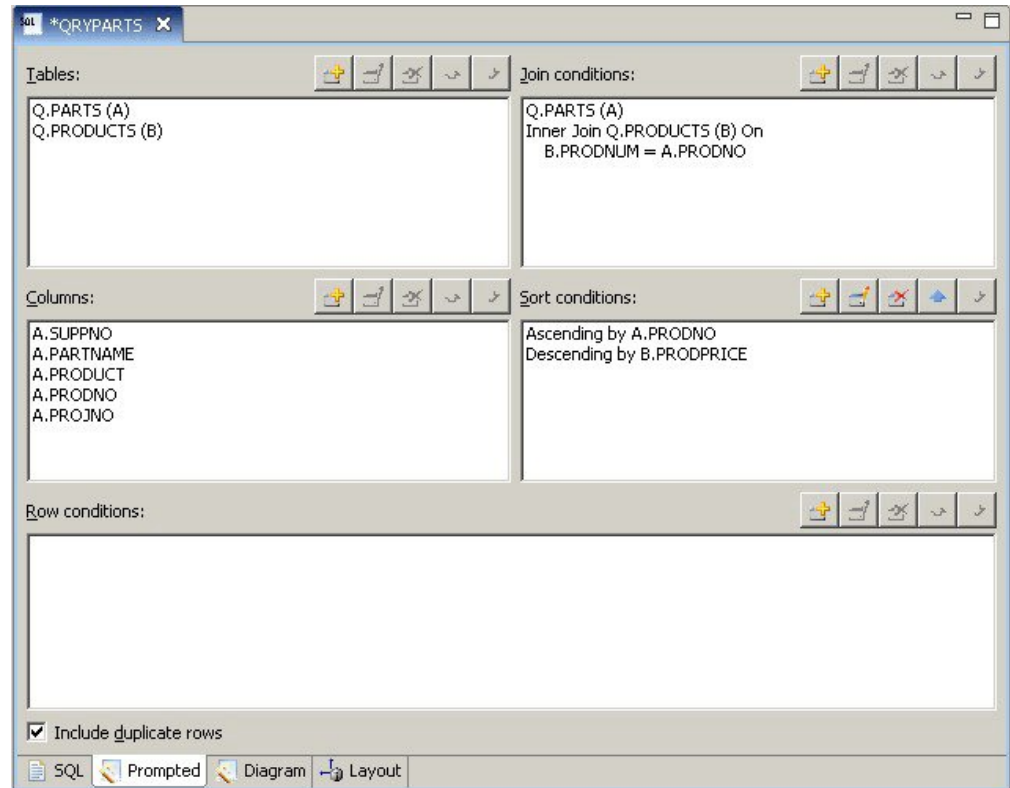 SQL *QRYPARTS
Tables:
Q.PARTS (A)
Q.PRODUCTS (B)
Join conditions:
Q.PARTS (A)
Inner Join Q.PRODUCTS (B) On
B.PRODNUM = A.PRODNO
Columns:
A.SUPPNO
A.PARTNAME
A.PRODUCT
A.PRODNO
A.PROJNO
Sort conditions:
Ascending by A.PRODNO
Descending by B.PRODPRICE
Row conditions:
Include duplicate rows
SQL Prompted Diagram Layout